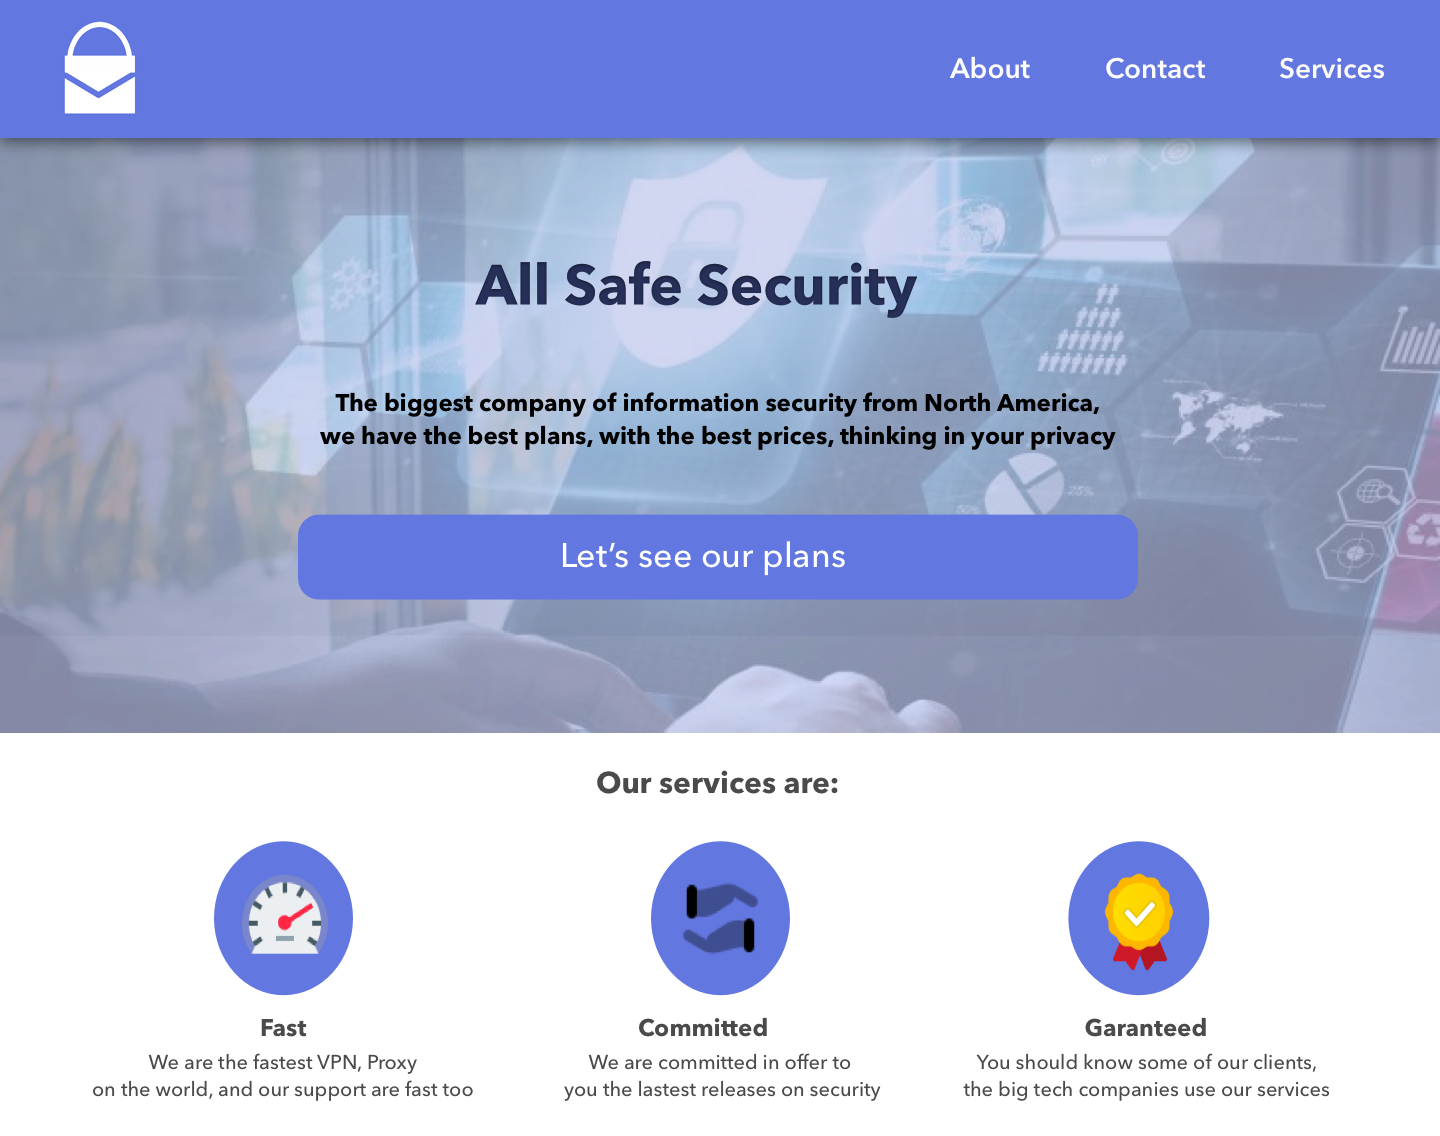 About Contact Services
All Safe Security
The biggest company of information security from North America,
we have the best plans, with the best prices, thinking in your privacy
25%
50%
Let’s see our plans
Our services are:
Fast
We are the fastest VPN, Proxy
on the world, and our support are fast too
Committed
We are committed in offer to
you the lastest releases on security
Garanteed
You should know some of our clients,
the big tech companies use our services